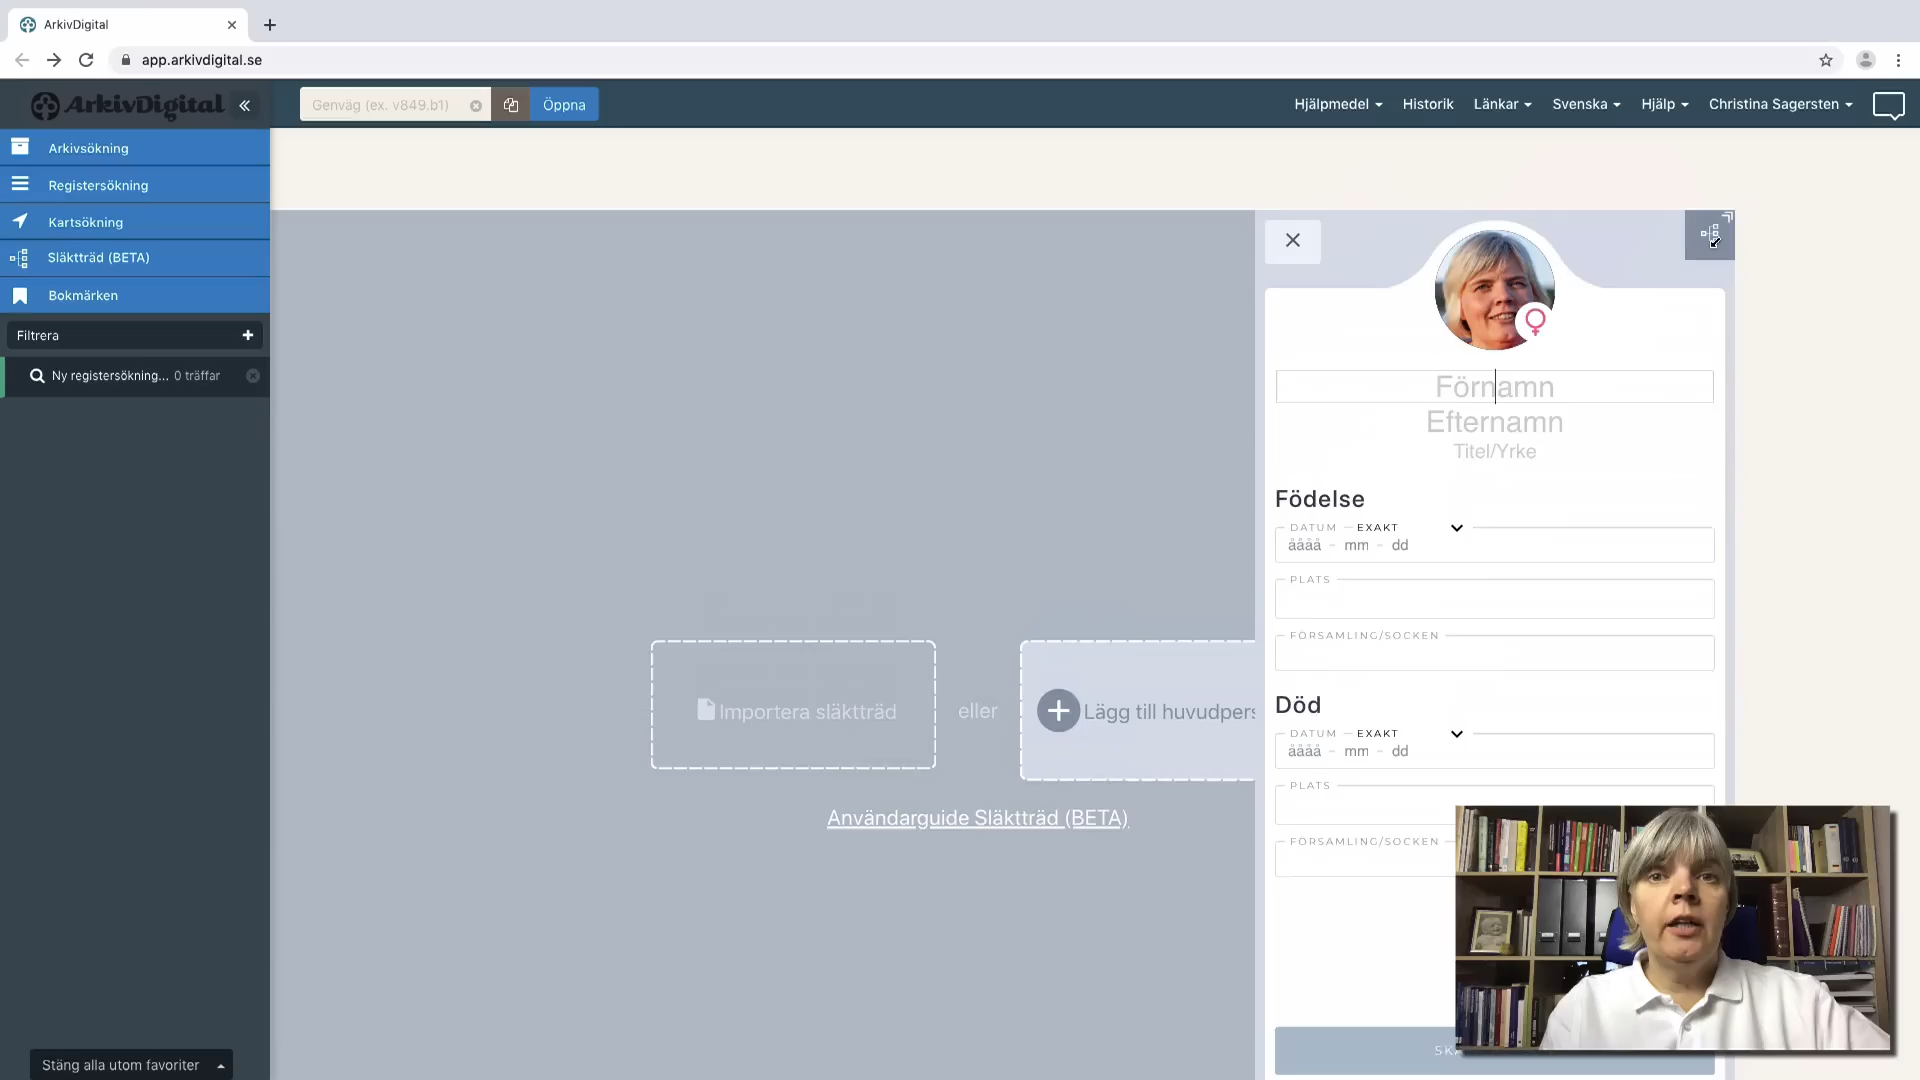 ArkivDigital
app.arkivdigital.se
ArkivDigital
Genväg (ex. v849.b1)
Öppna
Hjälpmedel
Historik
Länkar
Svenska
Hjälp
Christina Sagersten
Arkivsökning
Registersökning
Kartsökning
Släktträd (BETA)
Bokmärken
Filtrera
Ny registersökning... 0 träffar
Stäng alla utom favoriter
Importera släktträd
eller
Lägg till huvudpers
Användarguide Släktträd (BETA)
Förnamn
Efternamn
Titel/Yrke
Födelse
DATUM — EXAKT
åååå - mm - dd
PLATS
FÖRSAMLING/SOCKEN
Död
DATUM — EXAKT
åååå - mm - dd
PLATS
FÖRSAMLING/SOCKEN